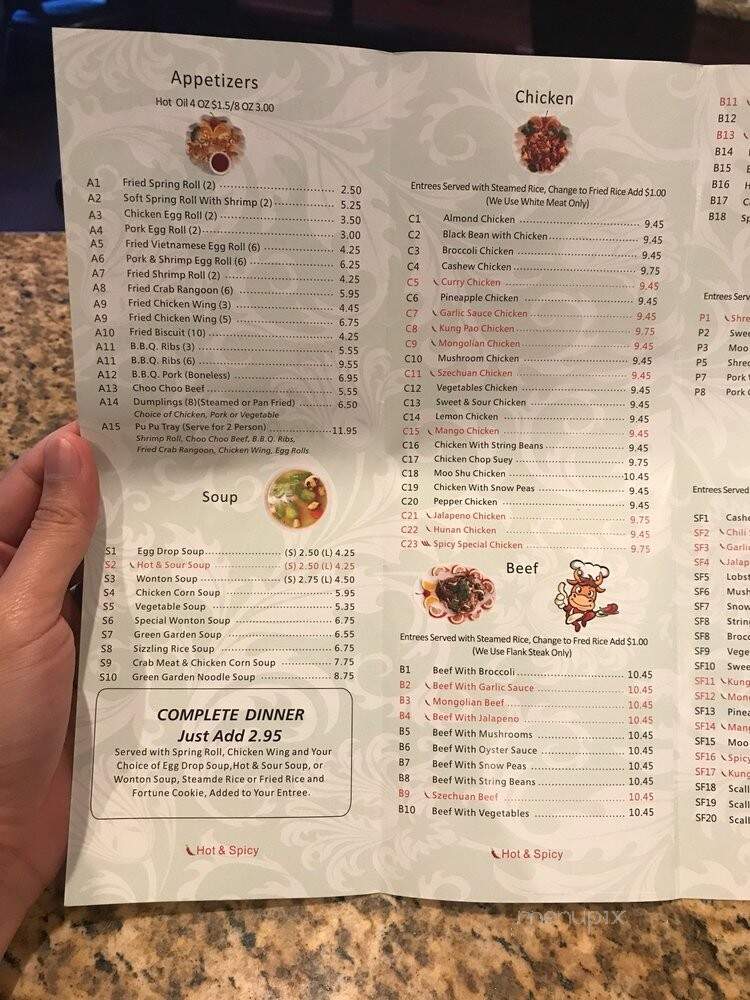 Appetizers
Hot Oil 4 OZ $1.5/8 OZ 3.00
A1 Fried Spring Roll (2) 2.50
A2 Soft Spring Roll With Shrimp (2) 5.25
A3 Chicken Egg Roll (2) 3.50
A4 Pork Egg Roll (2) 3.00
A5 Fried Vietnamese Egg Roll (6) 4.25
A6 Pork & Shrimp Egg Roll (6) 6.25
A7 Fried Shrimp Roll (2) 4.25
A8 Fried Crab Rangoon (6) 5.95
A9 Fried Chicken Wing (3) 4.45
A9 Fried Chicken Wing (5) 6.75
A10 Fried Biscuit (10) 4.25
A11 B.B.Q. Ribs (3) 5.55
A11 B.B.Q. Ribs (6) 9.55
A12 B.B.Q. Pork (Boneless) 6.95
A13 Choo Choo Beef 5.55
A14 Dumplings (8)(Steamed or Pan Fried) 6.50
Choice of Chicken, Pork or Vegetable
A15 Pu Pu Tray (Serve for 2 Person) 11.95
Shrimp Roll, Choo Choo Beef, B.B.Q. Ribs,
Fried Crab Rangoon, Chicken Wing, Egg Rolls
Soup
S1 Egg Drop Soup (S) 2.50 (L) 4.25
S2 Hot & Sour Soup (S) 2.50 (L) 4.25
S3 Wonton Soup (S) 2.75 (L) 4.50
S4 Chicken Corn Soup 5.95
S5 Vegetable Soup 5.35
S6 Special Wonton Soup 6.75
S7 Green Garden Soup 6.55
S8 Sizzling Rice Soup 6.75
S9 Crab Meat & Chicken Corn Soup 7.75
S10 Green Garden Noodle Soup 8.75
COMPLETE DINNER
Just Add 2.95
Served with Spring Roll, Chicken Wing and Your
Choice of Egg Drop Soup,Hot & Sour Soup, or
Wonton Soup, Steamde Rice or Fried Rice and
Fortune Cookie, Added to Your Entree.
Hot & Spicy
Chicken
Entrees Served with Steamed Rice, Change to Fried Rice Add $1.00
(We Use White Meat Only)
C1 Almond Chicken 9.45
C2 Black Bean with Chicken 9.45
C3 Broccoli Chicken 9.45
C4 Cashew Chicken 9.75
C5 Curry Chicken 9.45
C6 Pineapple Chicken 9.45
C7 Garlic Sauce Chicken 9.45
C8 Kung Pao Chicken 9.75
C9 Mongolian Chicken 9.45
C10 Mushroom Chicken 9.45
C11 Szechuan Chicken 9.45
C12 Vegetables Chicken 9.45
C13 Sweet & Sour Chicken 9.45
C14 Lemon Chicken 9.45
C15 Mango Chicken 9.45
C16 Chicken With String Beans 9.45
C17 Chicken Chop Suey 9.75
C18 Moo Shu Chicken 10.45
C19 Chicken With Snow Peas 9.45
C20 Pepper Chicken 9.45
C21 Jalapeno Chicken 9.75
C22 Hunan Chicken 9.45
C23 Spicy Special Chicken 9.75
Beef
Entrees Served with Steamed Rice, Change to Fred Rice Add $1.00
(We Use Flank Steak Only)
B1 Beef With Broccoli 10.45
B2 Beef With Garlic Sauce 10.45
B3 Mongolian Beef 10.45
B4 Beef With Jalapeno 10.45
B5 Beef With Mushrooms 10.45
B6 Beef With Oyster Sauce 10.45
B7 Beef With Snow Peas 10.45
B8 Beef With String Beans 10.45
B9 Szechuan Beef 10.45
B10 Beef With Vegetables 10.45
Hot & Spicy
B11
B12
B13
B14
B15
B16
B17
B18
Entrees
P1
P2
P3 Moo
P5
P7 Pork
P8 Pork
Entrees Served
SF1
SF2 Chili
SF3
SF4
SF5
SF6
SF7 Snow
SF8
SF8
SF9
SF10
SF11 Kung
SF12
SF13
SF14
SF15 Moo
SF16 Spicy
SF17 Kung
SF18
SF19
SF20
menupix